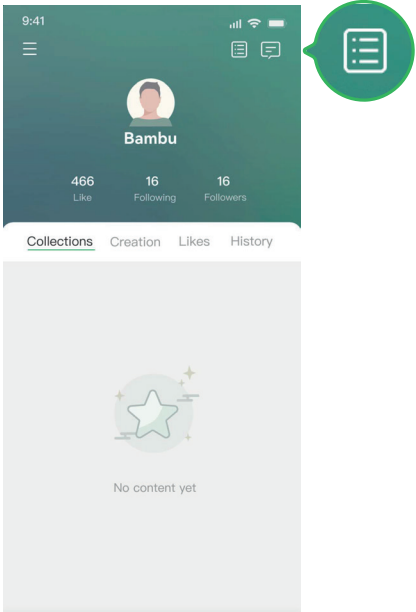 9:41
Bambu
466 16 16
Like Following Followers
Collections Creation Likes History
No content yet